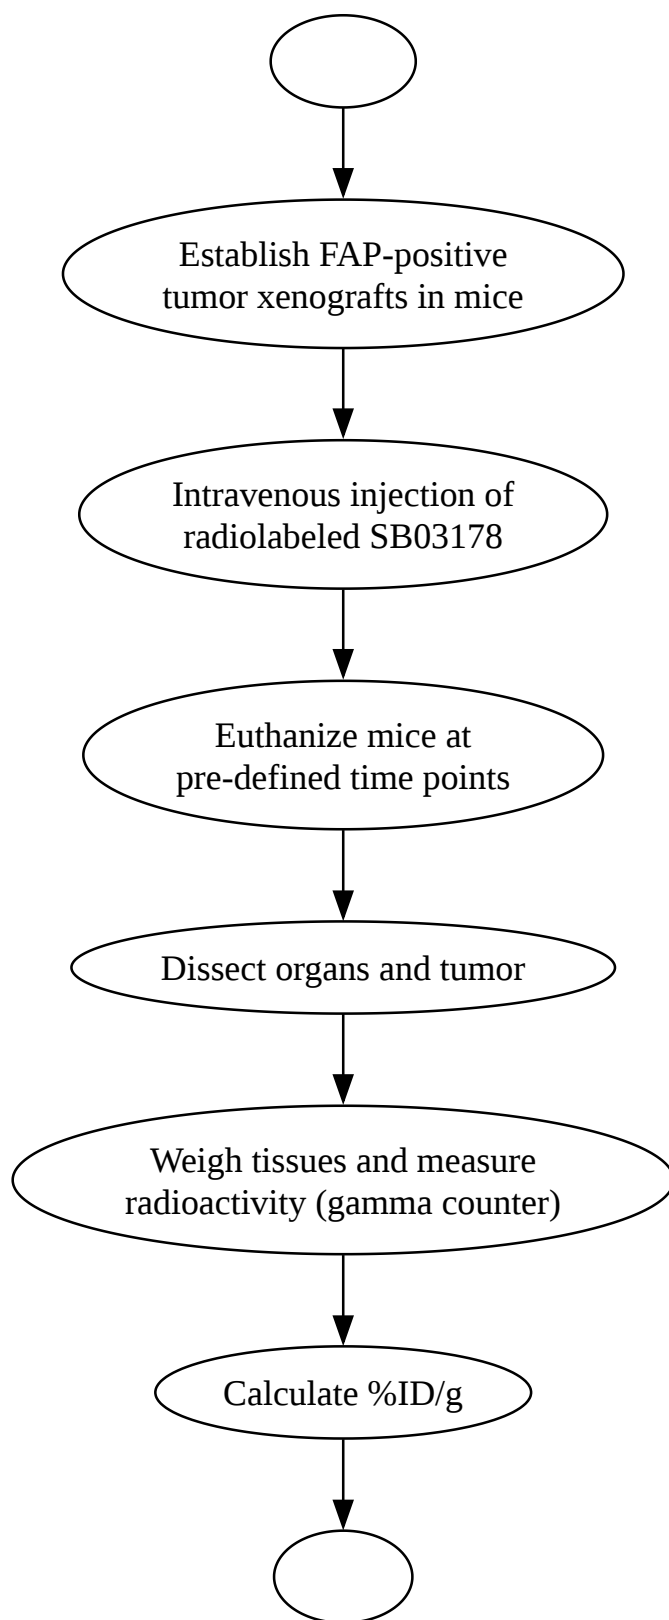 Establish FAP-positive
tumor xenografts in mice
Intravenous injection of
radiolabeled SB03178
Euthanize mice at
pre-defined time points
Dissect organs and tumor
Weigh tissues and measure
radioactivity (gamma counter)
Calculate %ID/g